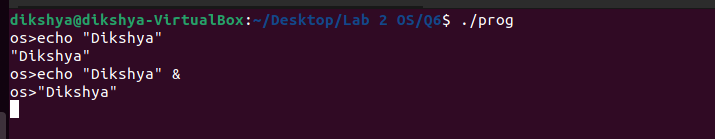 dikshya@dikshya-VirtualBox:~/Desktop/Lab 2 OS/Q6$ ./prog
os>echo "Dikshya"
"Dikshya"
os>echo "Dikshya" &
os>"Dikshya"